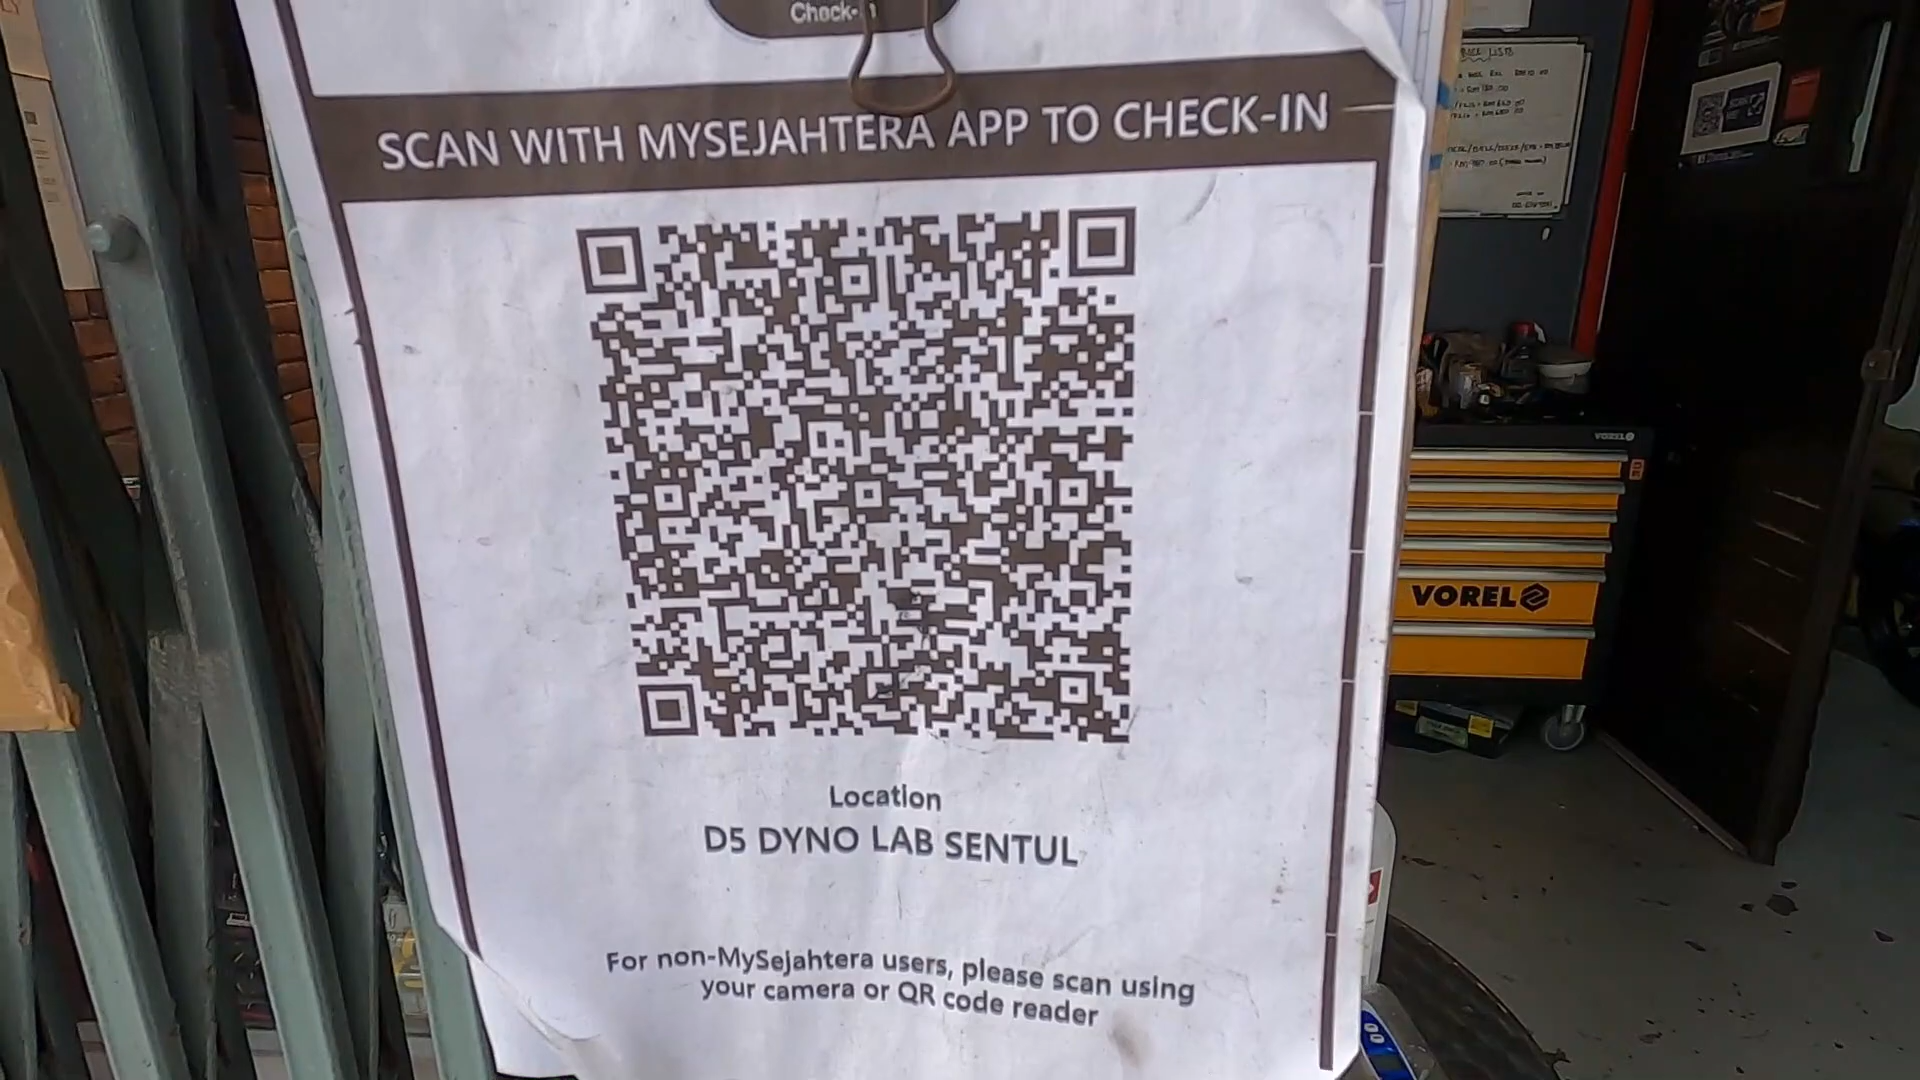 Check-in
SCAN WITH MYSEJAHTERA APP TO CHECK-IN
Location
D5 DYNO LAB SENTUL
For non-MySejahtera users, please scan using
your camera or QR code reader
VOREL
VOREL